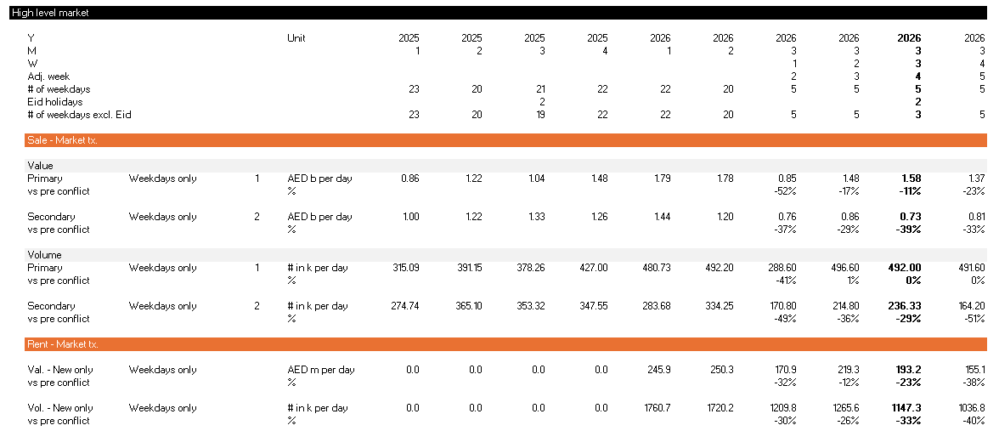 High level market
Y Unit 2025 2025 2025 2025 2026 2026 2026 2026 2026 2026
M 1 2 3 4 1 2 3 3 3 3
W 1 2 3 4
Adj. week 2 3 4 5
# of weekdays 23 20 21 22 22 20 5 5 5 5
Eid holidays 2 2
# of weekdays excl. Eid 23 20 19 22 22 20 5 5 3 5
Sale - Market tx.
Value
Primary Weekdays only 1 AED b per day 0.86 1.22 1.04 1.48 1.79 1.78 0.85 1.48 1.58 1.37
vs pre conflict % -52% -17% -11% -23%
Secondary Weekdays only 2 AED b per day 1.00 1.22 1.33 1.26 1.44 1.20 0.76 0.86 0.73 0.81
vs pre conflict % -37% -29% -39% -33%
Volume
Primary Weekdays only 1 # in k per day 315.09 391.15 378.26 427.00 480.73 492.20 288.60 496.60 492.00 491.60
vs pre conflict % -41% 1% 0% 0%
Secondary Weekdays only 2 # in k per day 274.74 365.10 353.32 347.55 283.68 334.25 170.80 214.80 236.33 164.20
vs pre conflict % -49% -36% -29% -51%
Rent - Market tx.
Val. - New only Weekdays only AED m per day 0.0 0.0 0.0 0.0 245.9 250.3 170.9 219.3 193.2 155.1
vs pre conflict % -32% -12% -23% -38%
Vol. - New only Weekdays only # in k per day 0.0 0.0 0.0 0.0 1760.7 1720.2 1209.8 1265.6 1147.3 1036.8
vs pre conflict % -30% -26% -33% -40%